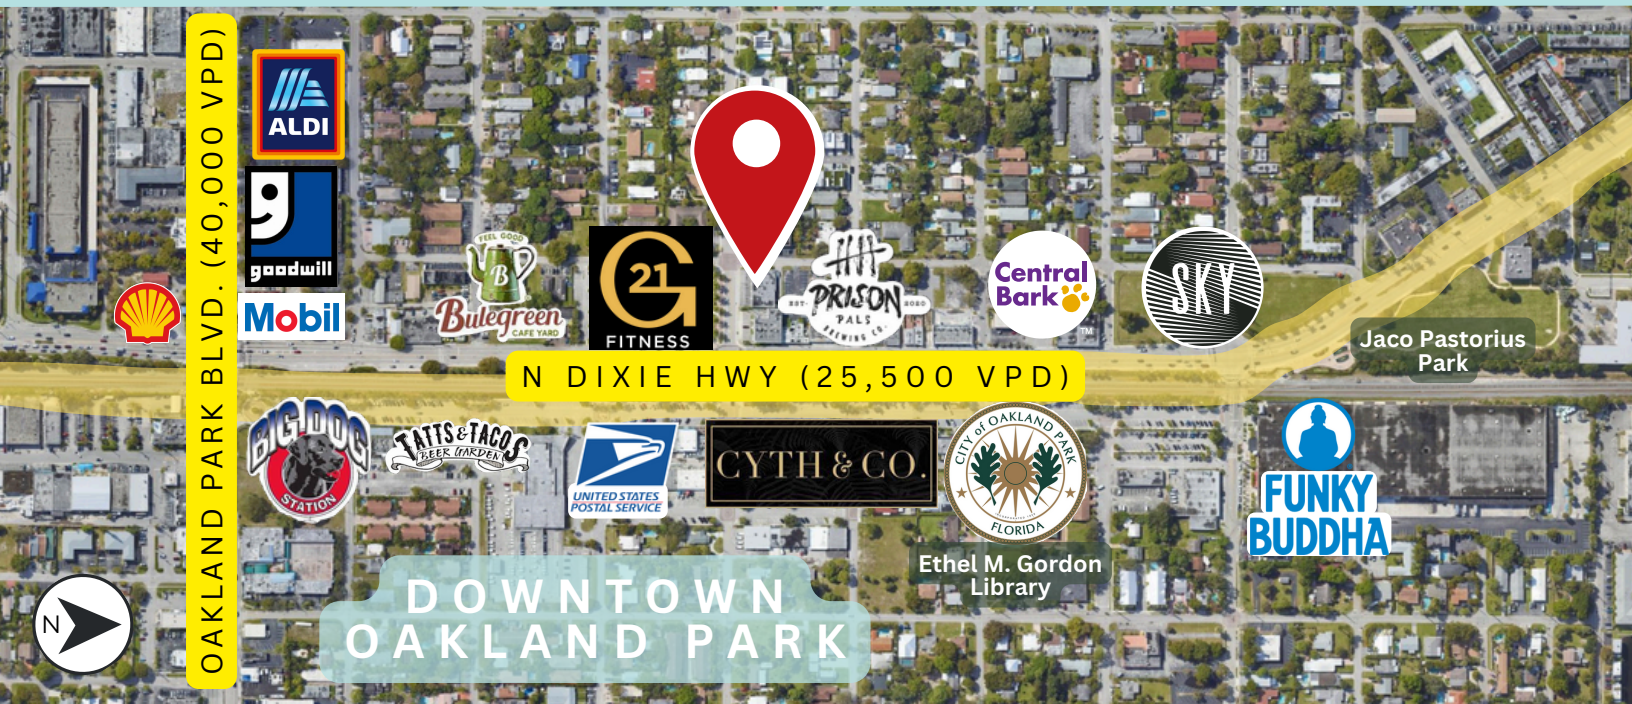 OAKLAND PARK BLVD. (40,000 VPD)
ALDI
goodwill
Mobil
FEEL GOOD
B
Bulegreen
CAFE YARD
21
G
FITNESS
EST.
2020
PRISON
PALS
BREWING CO.
Central
Bark
TM
SKY
Jaco Pastorius
Park
N DIXIE HWY (25,500 VPD)
BIG DOG
STATION
TATTS & TACOS
BEER GARDEN
UNITED STATES
POSTAL SERVICE
CYTH & CO.
CITY of OAKLAND PARK
FLORIDA
Ethel M. Gordon
Library
FUNKY
BUDDHA
DOWNTOWN
OAKLAND PARK
N